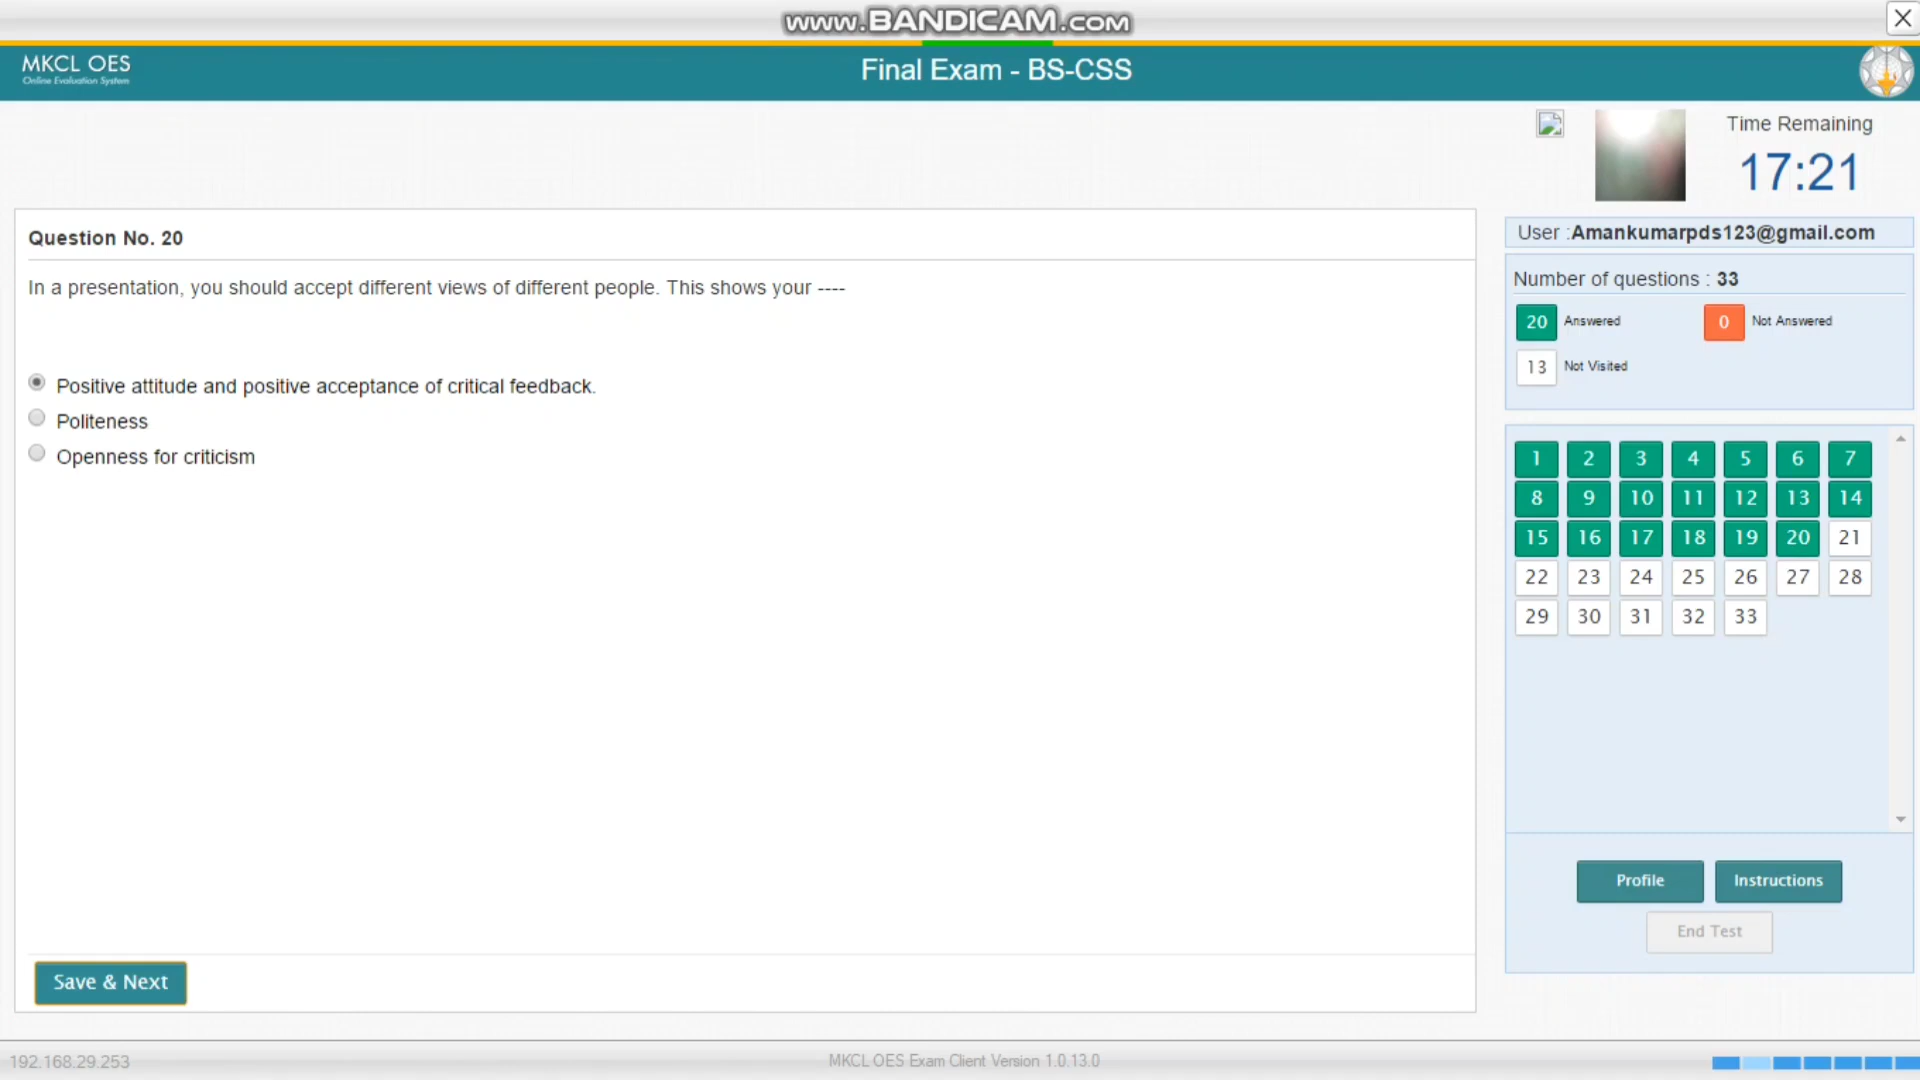 www.BANDICAM.com
MKCL OES
Online Evaluation System
Final Exam - BS-CSS
Time Remaining
17:21
Question No. 20
In a presentation, you should accept different views of different people. This shows your ----
Positive attitude and positive acceptance of critical feedback.
Politeness
Openness for criticism
Save & Next
User :Amankumarpds123@gmail.com
Number of questions : 33
20 Answered 0 Not Answered
13 Not Visited
1 2 3 4 5 6 7
8 9 10 11 12 13 14
15 16 17 18 19 20 21
22 23 24 25 26 27 28
29 30 31 32 33
Profile Instructions
End Test
192.168.29.253
MKCL OES Exam Client Version 1.0.13.0